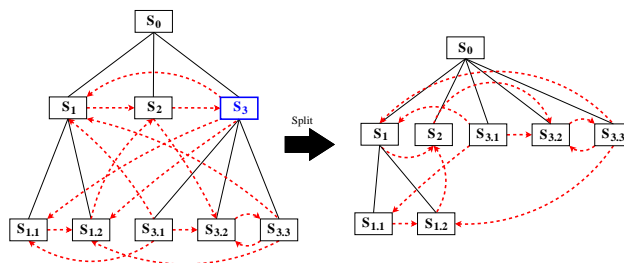 S0
S1 S2 S3
S1.1 S1.2 S3.1 S3.2 S3.3
Split
S0
S1 S2 S3.1 S3.2 S3.3
S1.1 S1.2